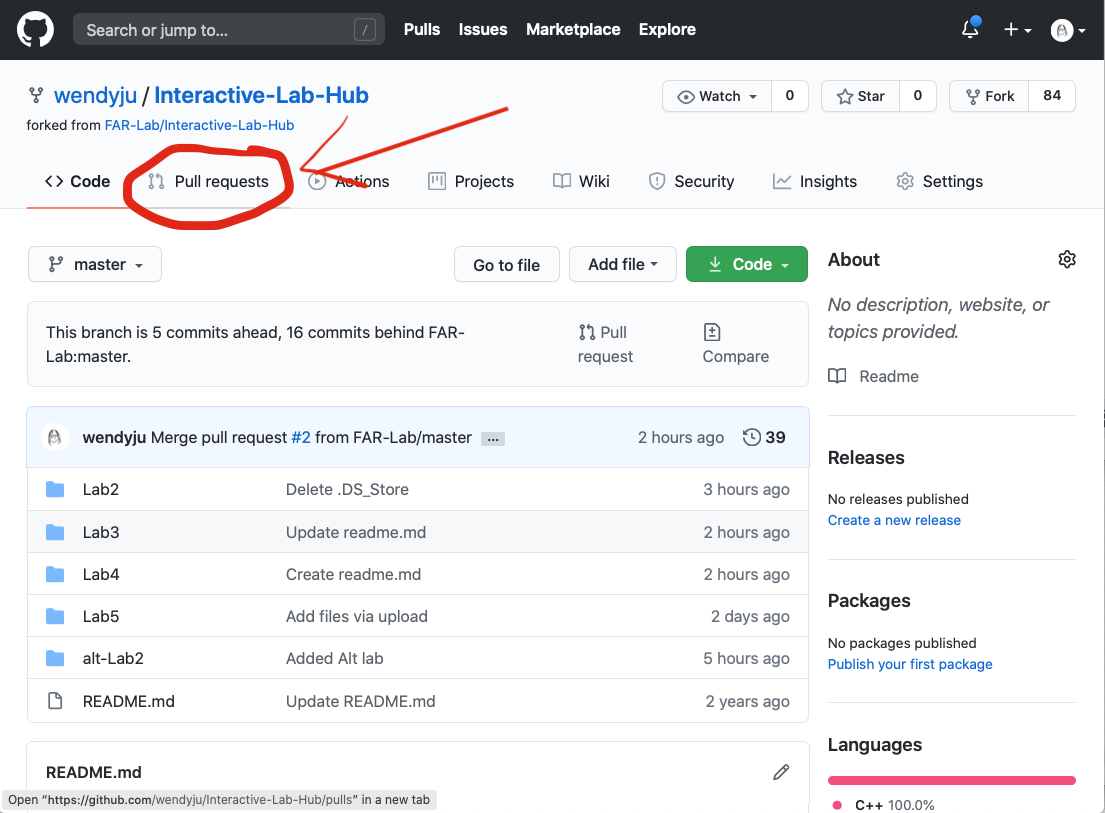 Search or jump to... / Pulls Issues Marketplace Explore
wendyju / Interactive-Lab-Hub Watch 0 Star 0 Fork 84
forked from FAR-Lab/Interactive-Lab-Hub
Code Pull requests Actions Projects Wiki Security Insights Settings
master Go to file Add file Code
This branch is 5 commits ahead, 16 commits behind FAR-
Lab:master.
Pull
request
Compare
wendyju Merge pull request #2 from FAR-Lab/master ... 2 hours ago 39
Lab2 Delete .DS_Store 3 hours ago
Lab3 Update readme.md 2 hours ago
Lab4 Create readme.md 2 hours ago
Lab5 Add files via upload 2 days ago
alt-Lab2 Added Alt lab 5 hours ago
README.md Update README.md 2 years ago
README.md
About
No description, website, or
topics provided.
Readme
Releases
No releases published
Create a new release
Packages
No packages published
Publish your first package
Languages
C++ 100.0%
Open “https://github.com/wendyju/Interactive-Lab-Hub/pulls” in a new tab